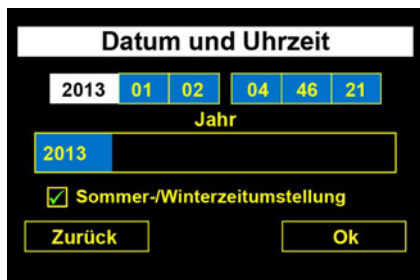 Datum und Uhrzeit
2013 01 02 04 46 21
Jahr
2013
Sommer-/Winterzeitumstellung
Zurück Ok